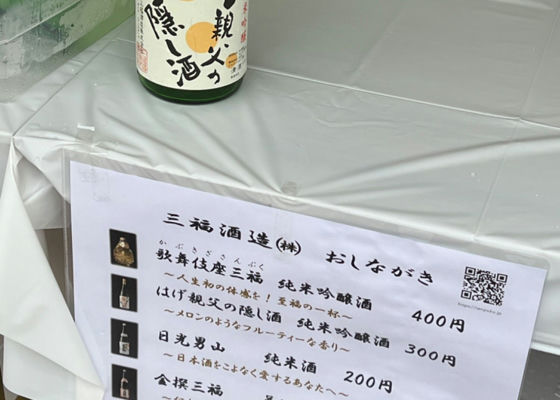 親父の
隠し酒
三福酒造㈱ おしながき
かぶきざさんぷく
歌舞伎座三福 純米吟醸酒 400円
～人生初の体感を！至福の一杯～
はげ親父の隠し酒 純米吟醸酒 300円
～メロンのようなフルーティーな香り～
日光男山 純米酒 200円
～日本酒をこよなく愛するあなたへ～
金撰三福